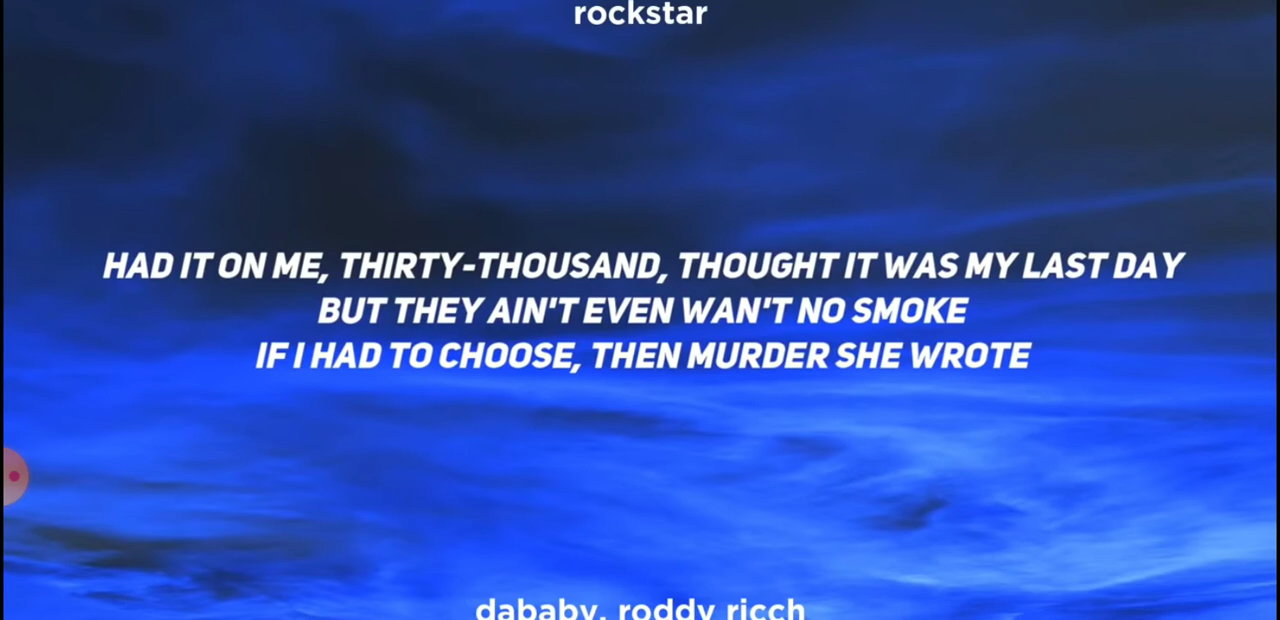 rockstar
HAD IT ON ME, THIRTY-THOUSAND, THOUGHT IT WAS MY LAST DAY
BUT THEY AIN'T EVEN WAN'T NO SMOKE
IF I HAD TO CHOOSE, THEN MURDER SHE WROTE
dababy, roddy ricch